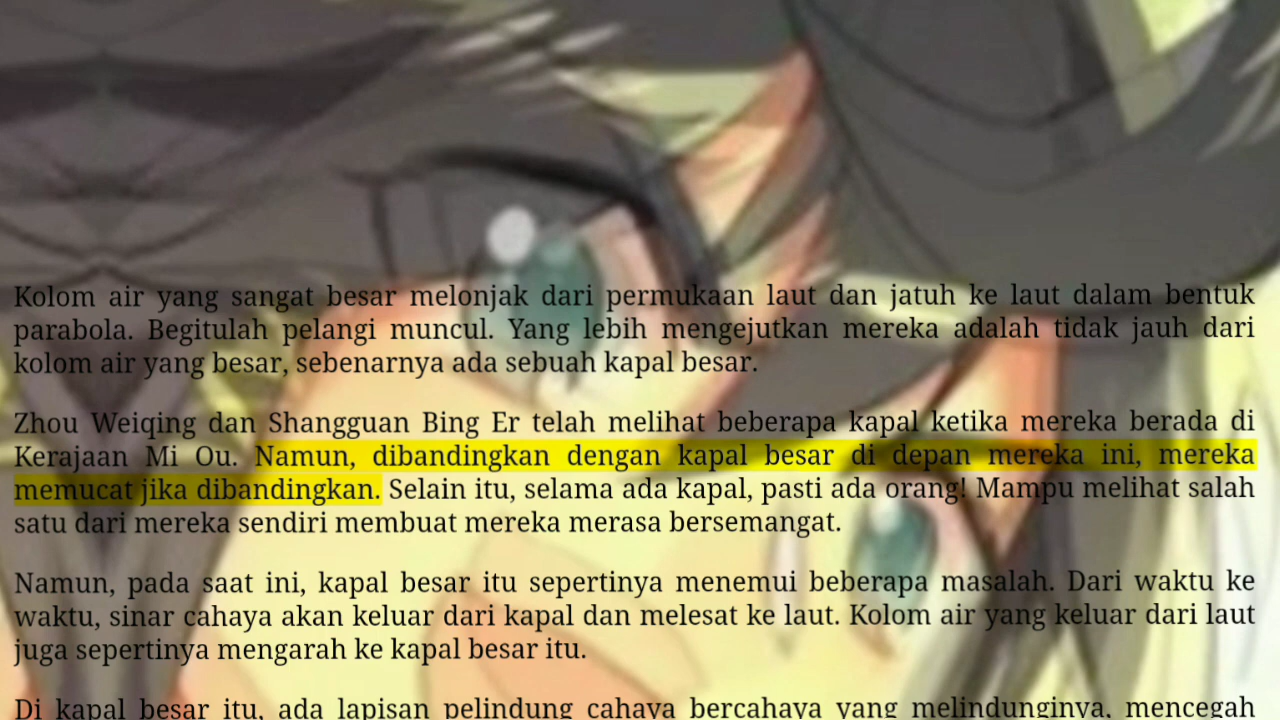 Kolom air yang sangat besar melonjak dari permukaan laut dan jatuh ke laut dalam bentuk
parabola. Begitulah pelangi muncul. Yang lebih mengejutkan mereka adalah tidak jauh dari
kolom air yang besar, sebenarnya ada sebuah kapal besar.
Zhou Weiqing dan Shangguan Bing Er telah melihat beberapa kapal ketika mereka berada di
Kerajaan Mi Ou. Namun, dibandingkan dengan kapal besar di depan mereka ini, mereka
memucat jika dibandingkan. Selain itu, selama ada kapal, pasti ada orang! Mampu melihat salah
satu dari mereka sendiri membuat mereka merasa bersemangat.
Namun, pada saat ini, kapal besar itu sepertinya menemui beberapa masalah. Dari waktu ke
waktu, sinar cahaya akan keluar dari kapal dan melesat ke laut. Kolom air yang keluar dari laut
juga sepertinya mengarah ke kapal besar itu.
Di kapal besar itu, ada lapisan pelindung cahaya bercahaya yang melindunginya, mencegah